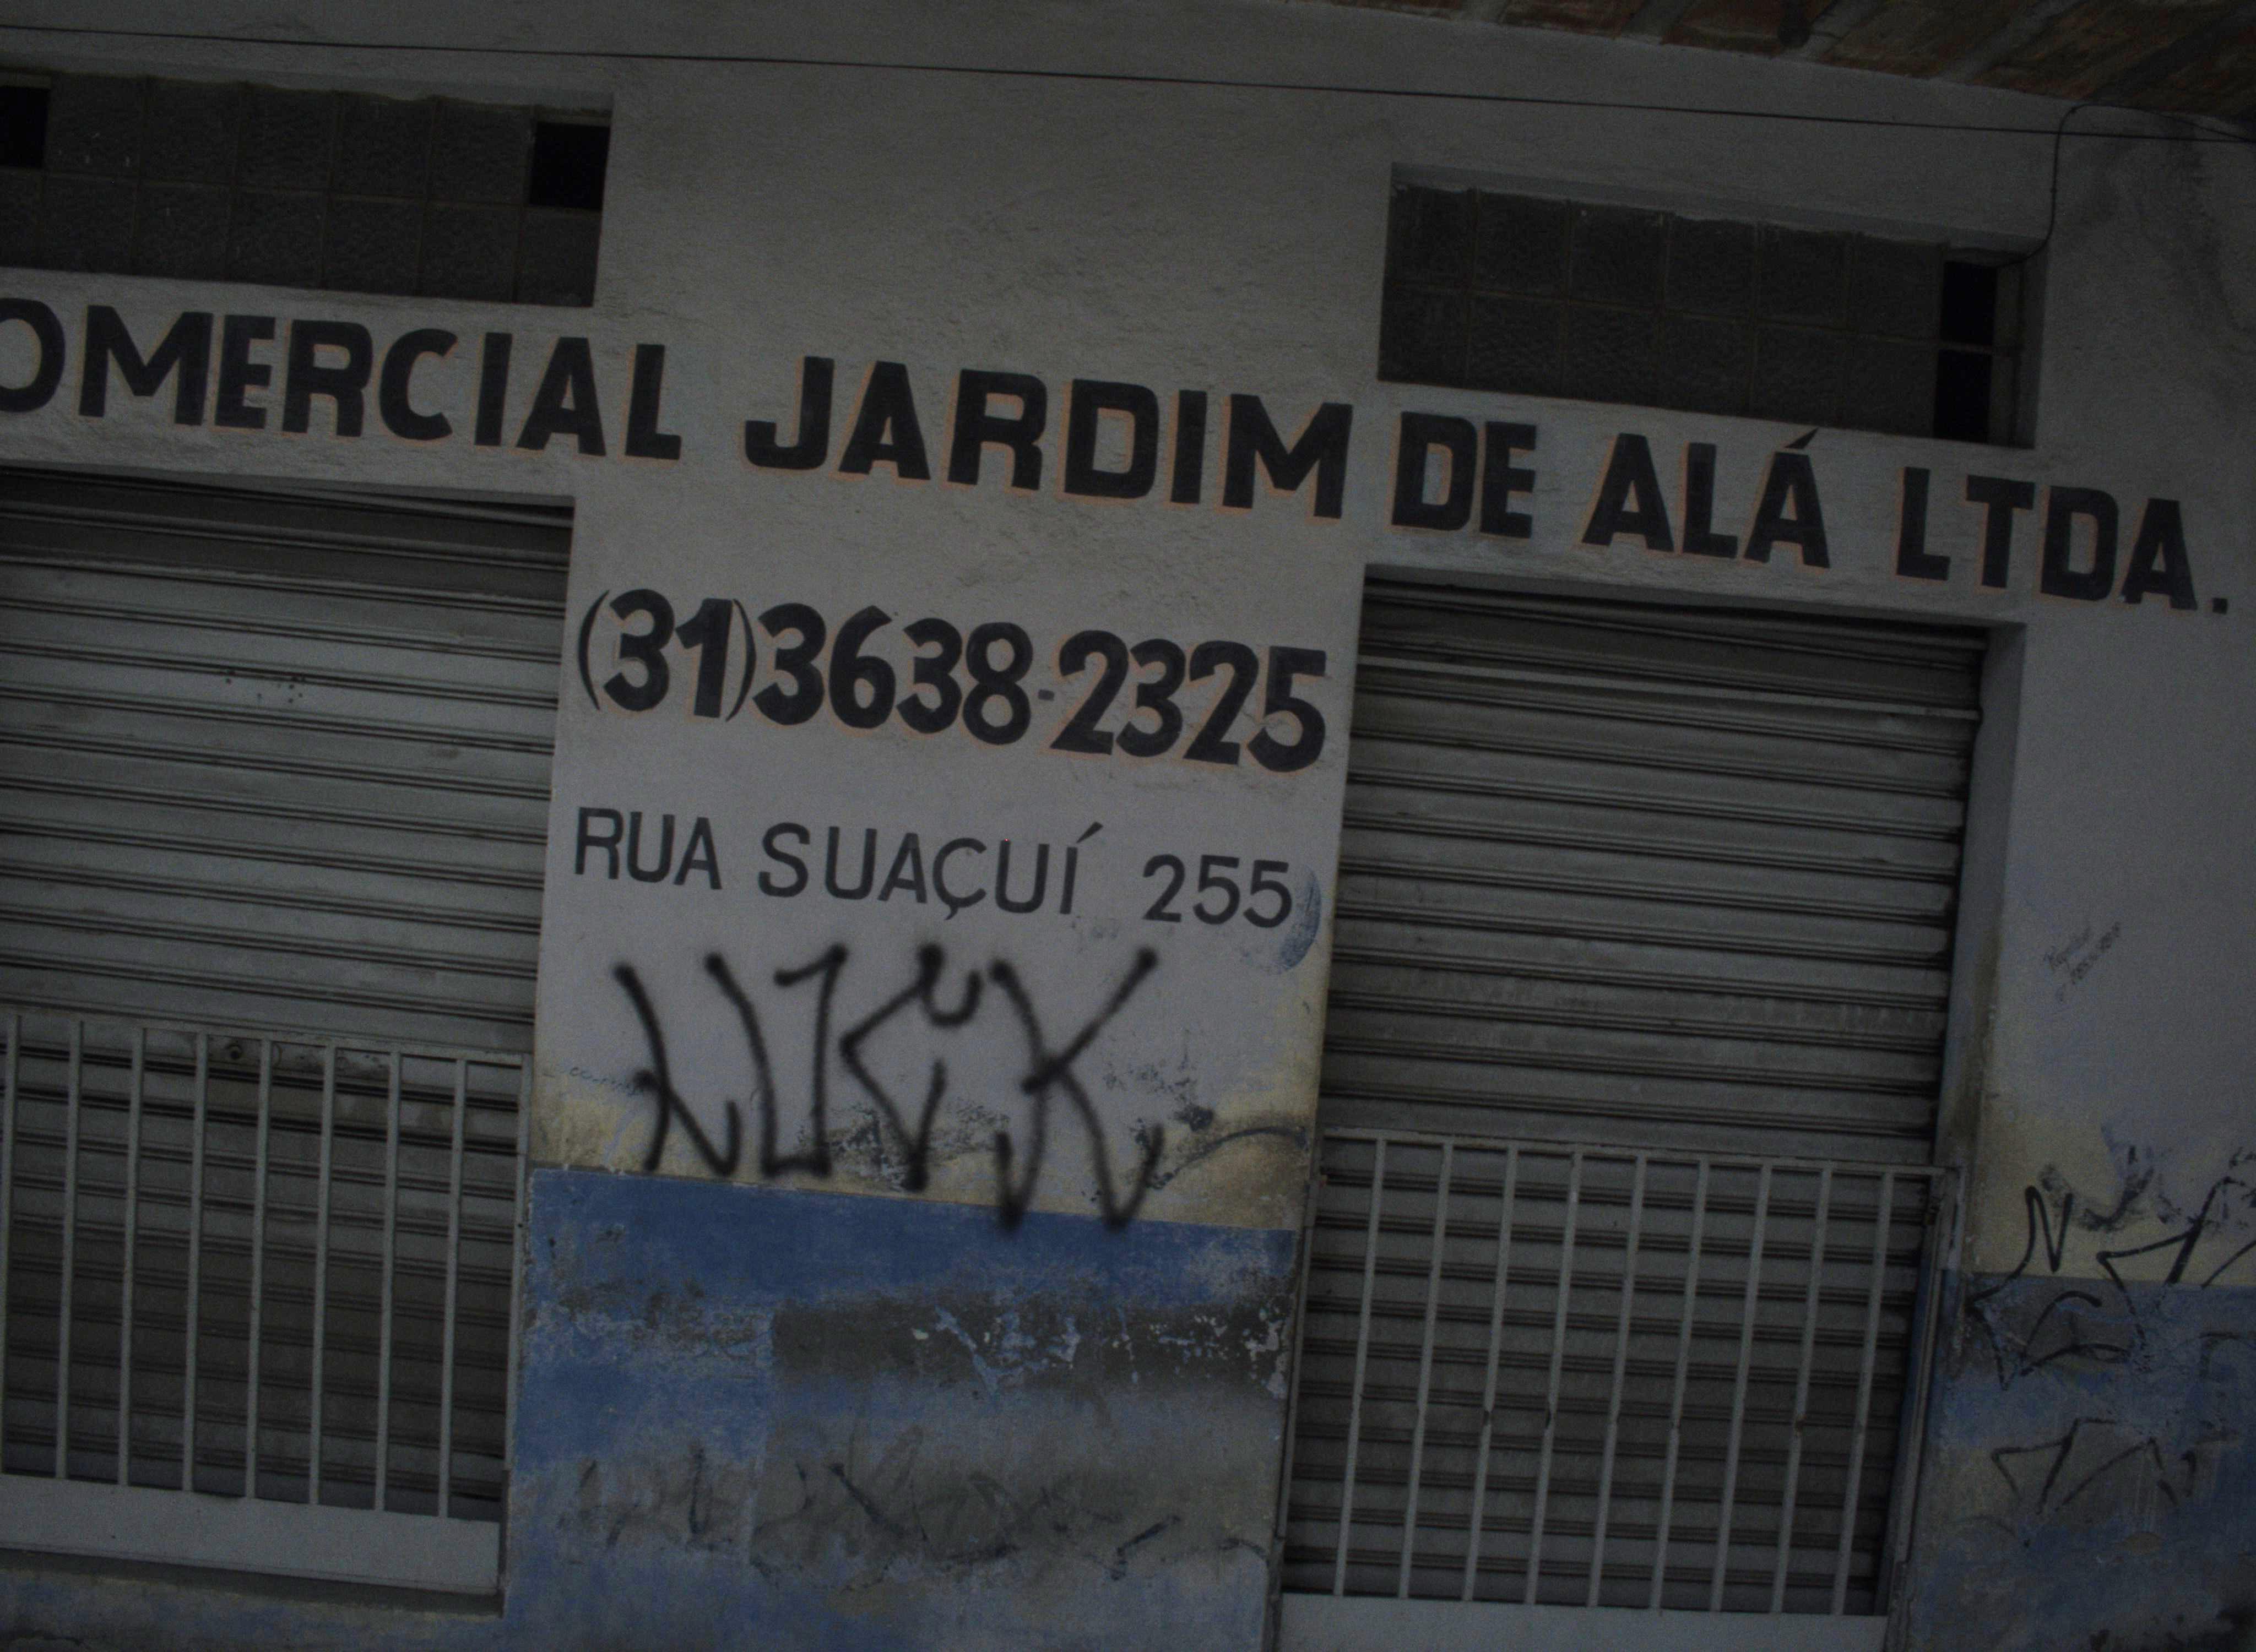 OMERCIAL JARDIM DE ALÁ LTDA.
(31)3638-2325
RUA SUAÇUÍ 255